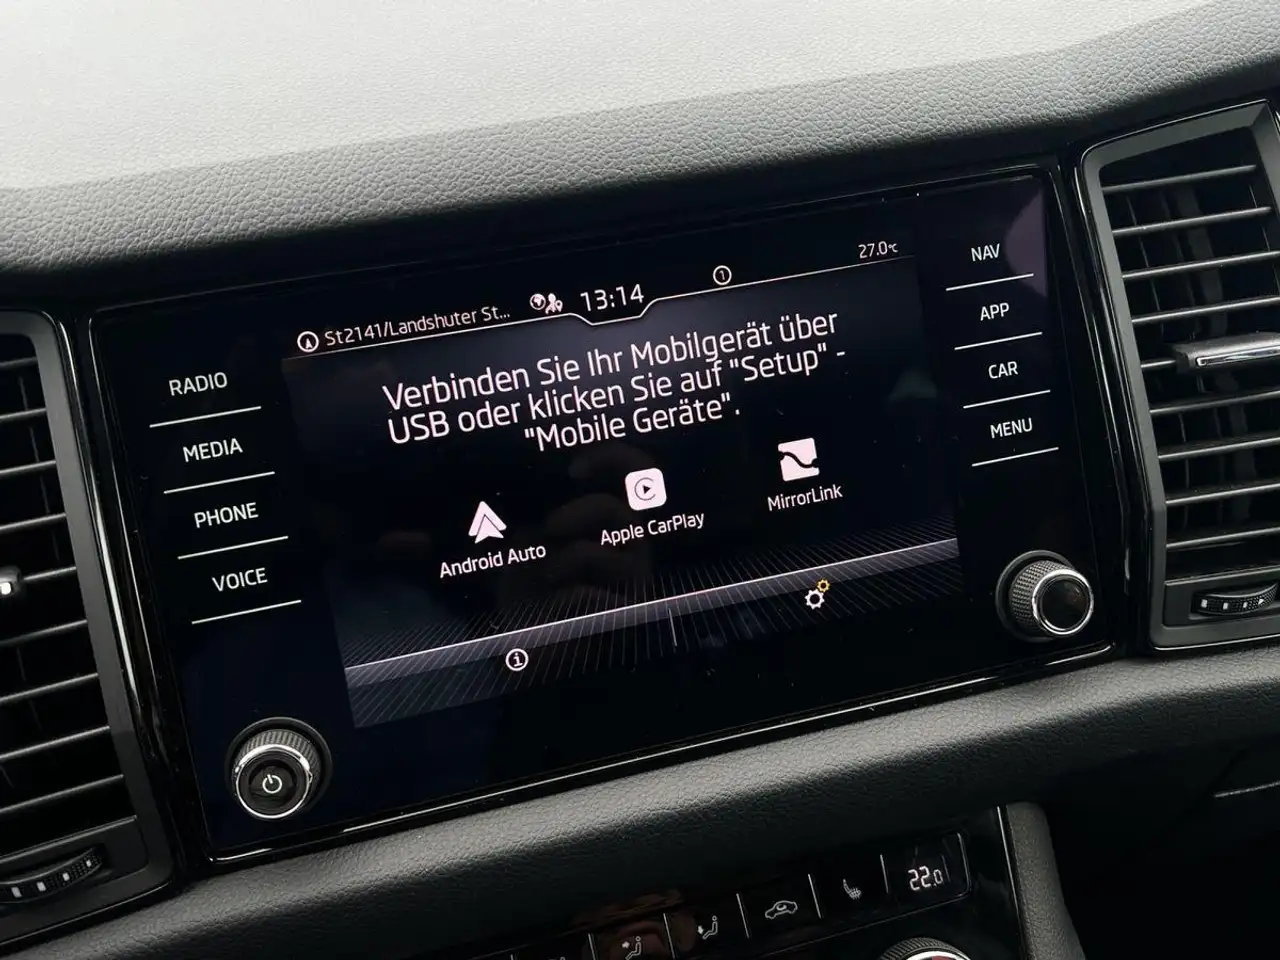 St2141/Landshuter St...
13:14
1
27.0°C
RADIO
MEDIA
PHONE
VOICE
Verbinden Sie Ihr Mobilgerät über
USB oder klicken Sie auf "Setup" -
"Mobile Geräte".
Android Auto
Apple CarPlay
MirrorLink
NAV
APP
CAR
MENU
22.0